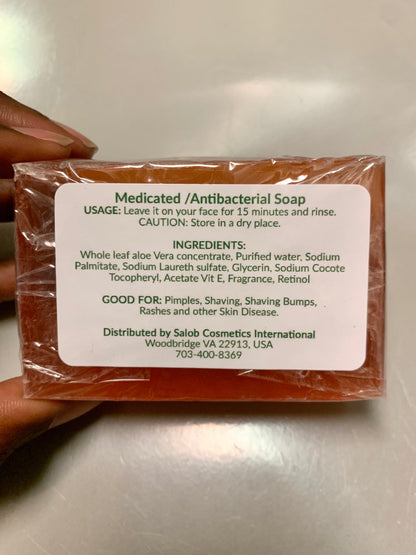 Medicated /Antibacterial Soap
USAGE: Leave it on your face for 15 minutes and rinse.
CAUTION: Store in a dry place.
INGREDIENTS:
Whole leaf aloe Vera concentrate, Purified water, Sodium
Palmitate, Sodium Laureth sulfate, Glycerin, Sodium Cocote
Tocopheryl, Acetate Vit E, Fragrance, Retinol
GOOD FOR: Pimples, Shaving, Shaving Bumps,
Rashes and other Skin Disease.
Distributed by Salob Cosmetics International
Woodbridge VA 22913, USA
703-400-8369